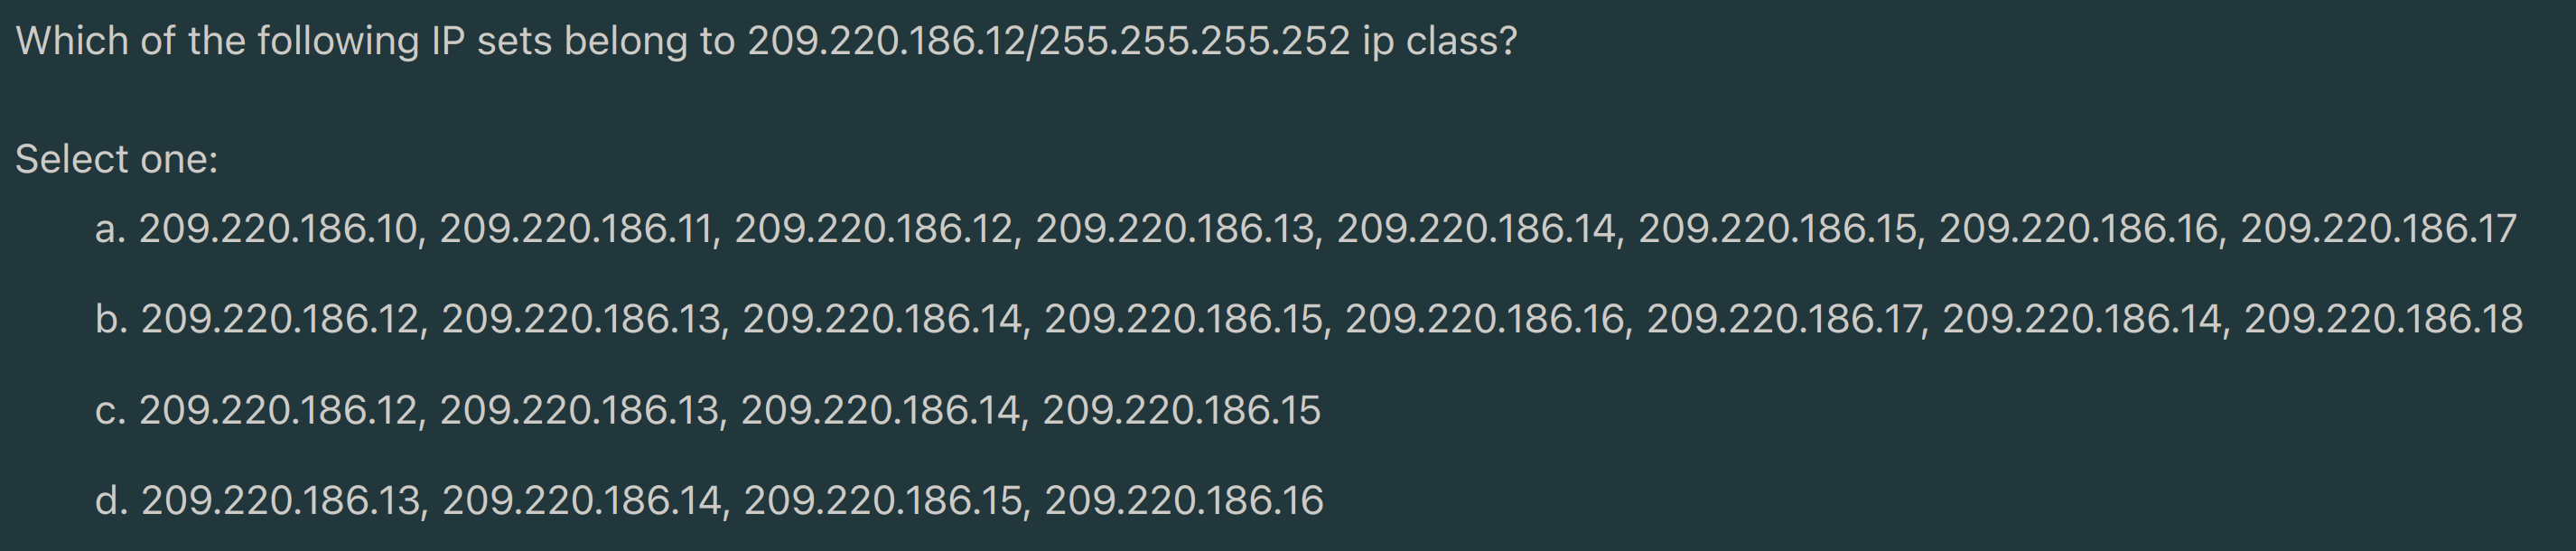 Which of the following IP sets belong to 209.220.186.12/255.255.255.252 ip class?
Select one:
a. 209.220.186.10, 209.220.186.11, 209.220.186.12, 209.220.186.13, 209.220.186.14, 209.220.186.15, 209.220.186.16, 209.220.186.17
b. 209.220.186.12, 209.220.186.13, 209.220.186.14, 209.220.186.15, 209.220.186.16, 209.220.186.17, 209.220.186.14, 209.220.186.18
c. 209.220.186.12, 209.220.186.13, 209.220.186.14, 209.220.186.15
d. 209.220.186.13, 209.220.186.14, 209.220.186.15, 209.220.186.16